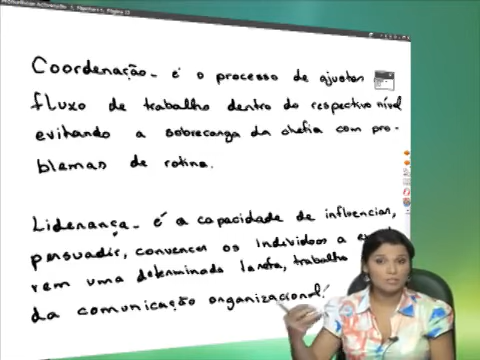 Coordenação - é o processo de ajustar
fluxo de trabalho dentro do respectivo nível
evitando a sobrecarga da chefia com pro-
blemas de rotina.
Liderança - é a capacidade de influenciar,
persuadir, convencer os indivíduos a
rem uma determinada tarefa, trabalho
da comunicação organizacional!